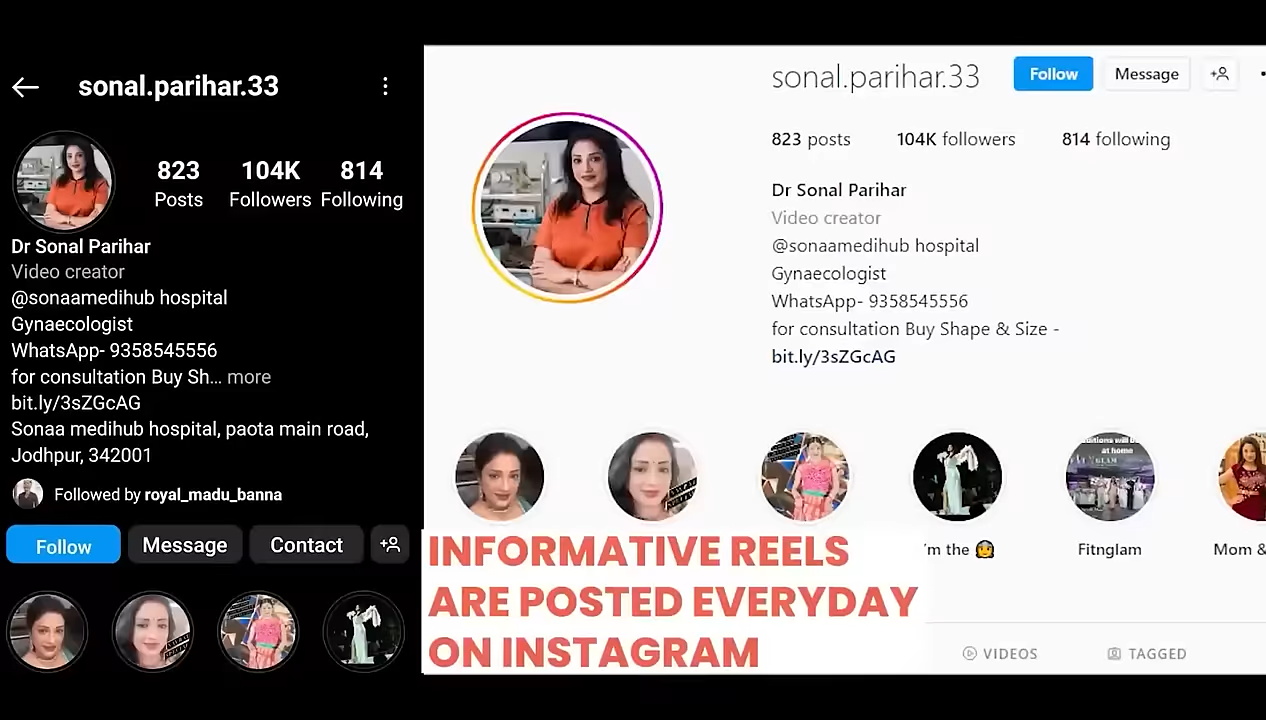 sonal.parihar.33
823
104K
814
Posts
Followers
Following
Dr Sonal Parihar
Video creator
@sonaamedihub hospital
Gynaecologist
WhatsApp- 9358545556
for consultation Buy Sh... more
bit.ly/3sZGcAG
Sonaa medihub hospital, paota main road,
Jodhpur, 342001
Followed by royal_madu_banna
Follow
Message
Contact
sonal.parihar.33
Follow
Message
823 posts
104K followers
814 following
Dr Sonal Parihar
Video creator
@sonaamedihub hospital
Gynaecologist
WhatsApp- 9358545556
for consultation Buy Shape & Size -
bit.ly/3sZGcAG
at home
'm the
Fitnglam
Mom &
INFORMATIVE REELS
ARE POSTED EVERYDAY
ON INSTAGRAM
VIDEOS
TAGGED